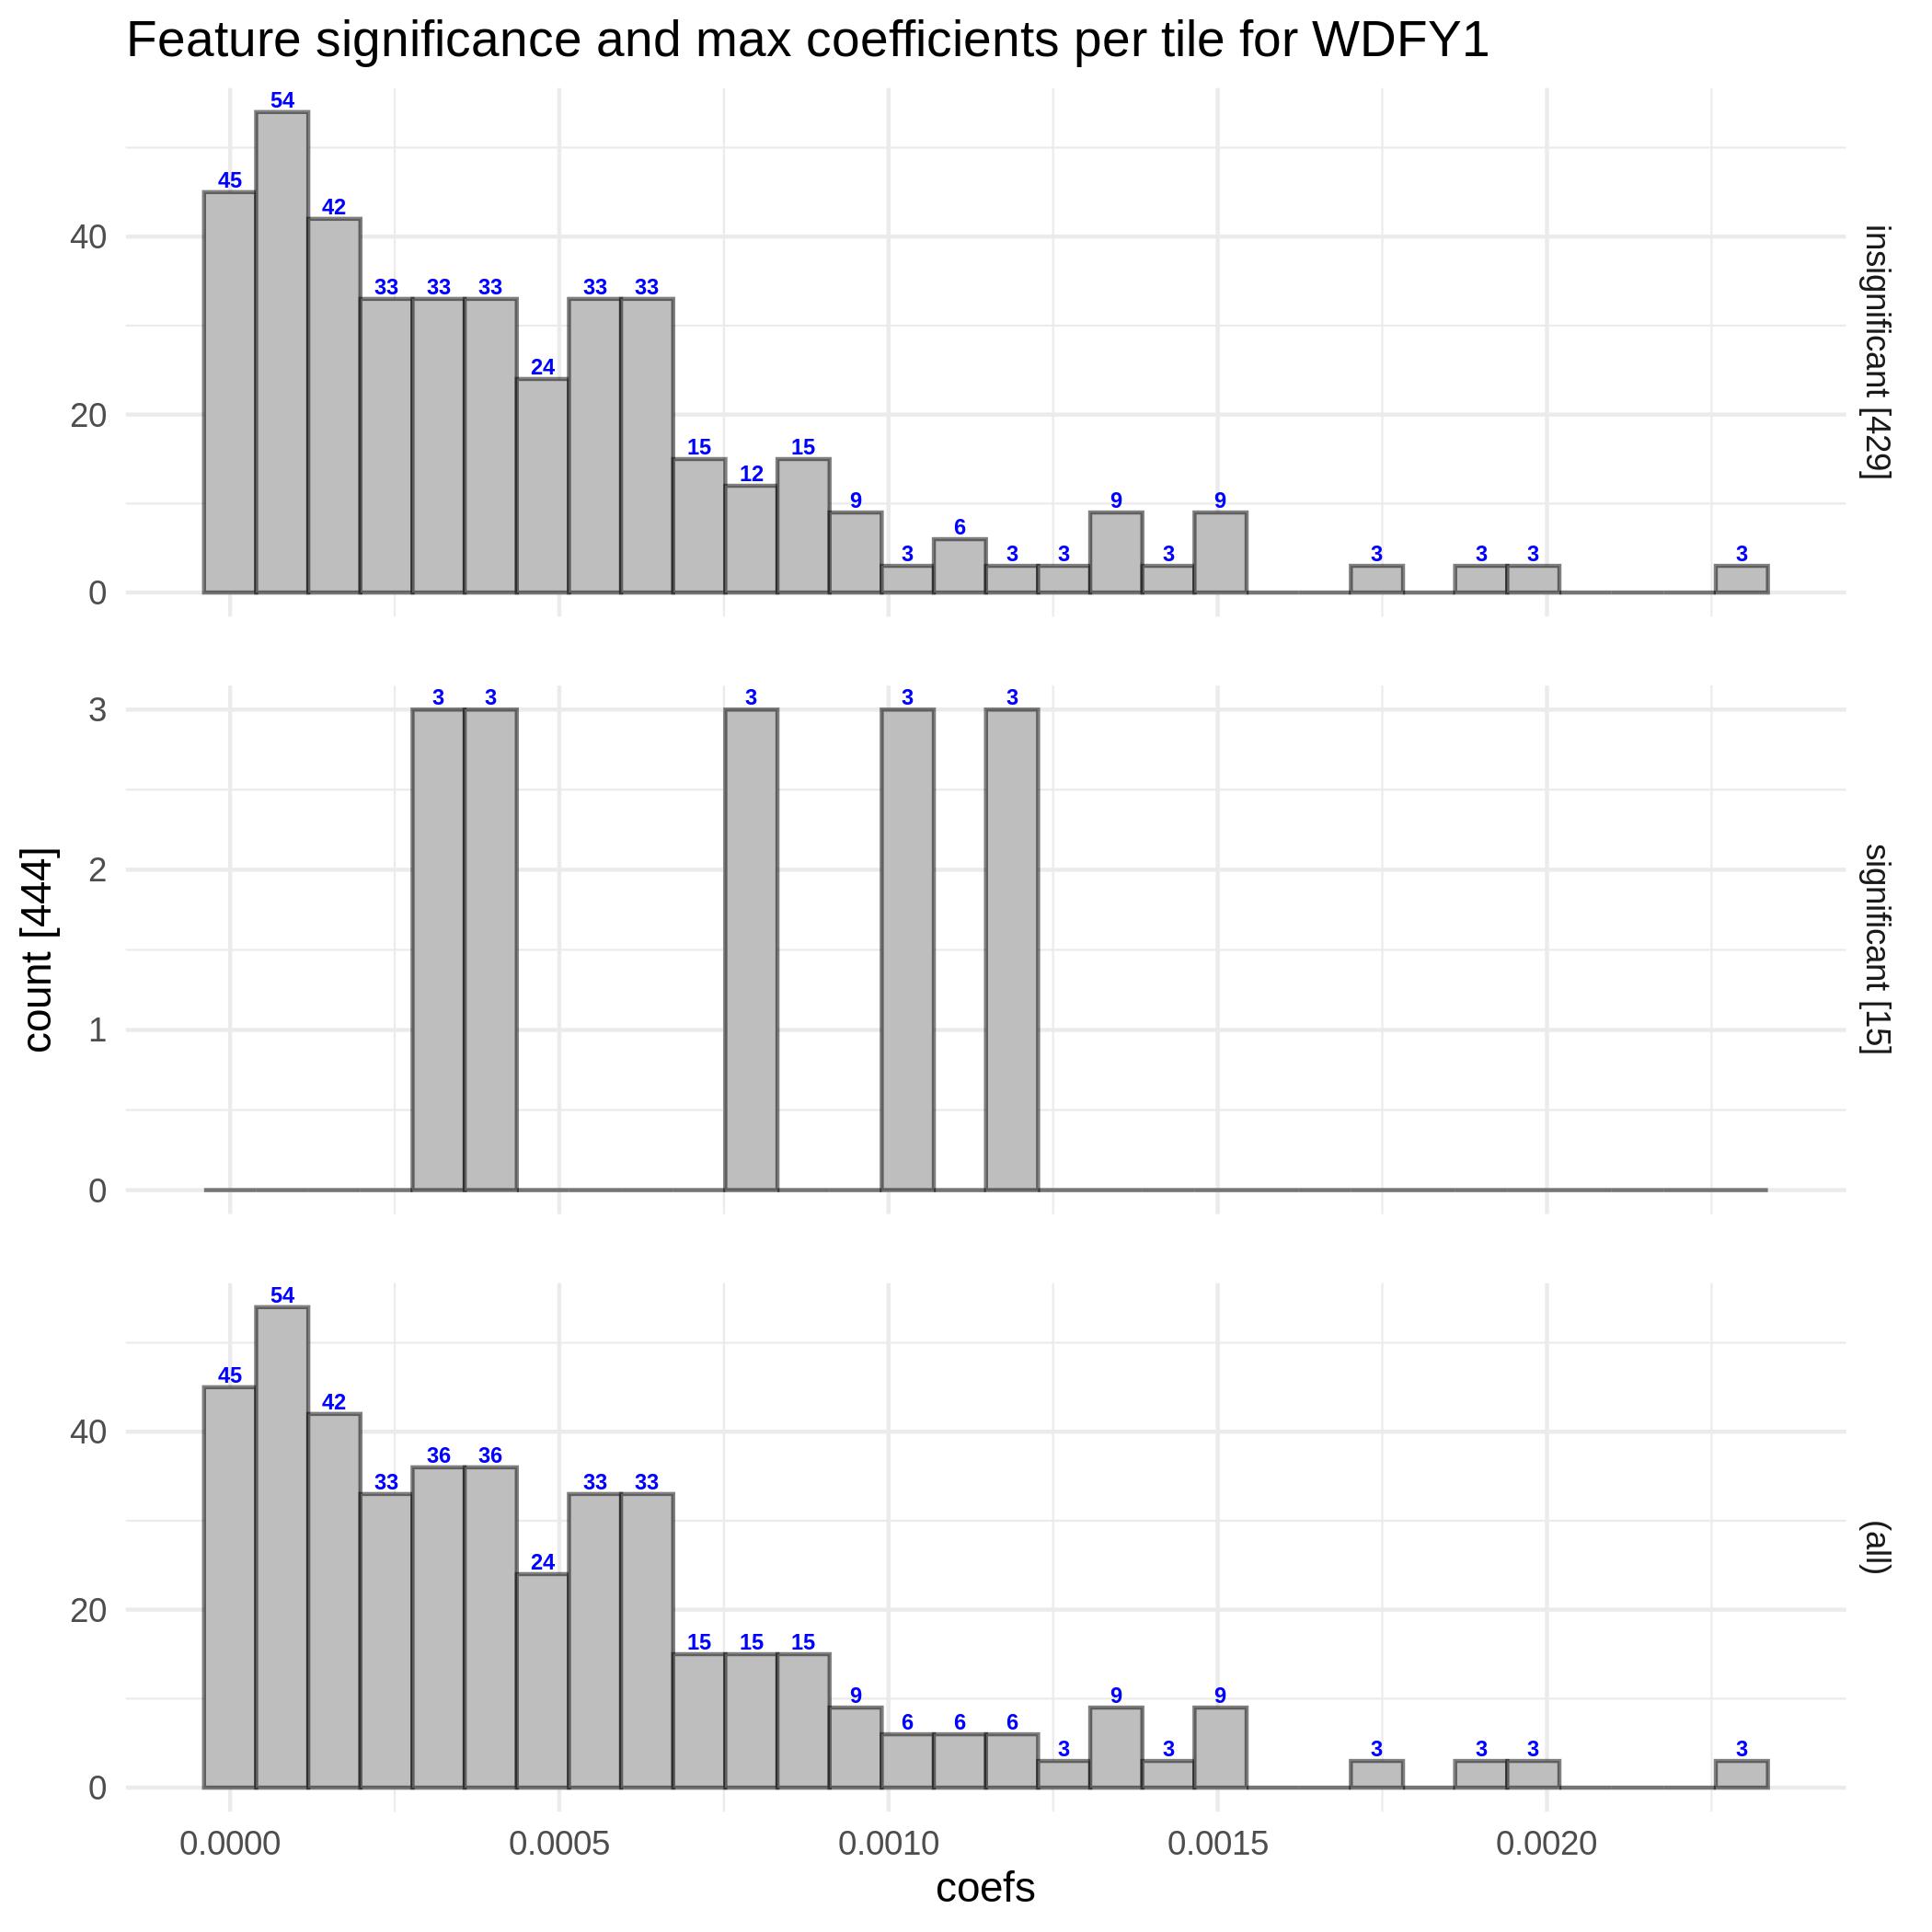 Feature significance and max coefficients per tile for WDFY1
54
45
42
33 33 33 33 33
24
15 12 15
9 3 6 3 3 9 3 9 3 3 3 3
40
20
0
insignificant [429]
3 3 3 3 3
3
2
1
0
significant [15]
count [444]
54
45
42
33 36 36 24 33 33
15 15 15
9 6 6 6 3 9 3 9 3 3 3 3
40
20
0
(all)
0.0000 0.0005 0.0010 0.0015 0.0020
coefs